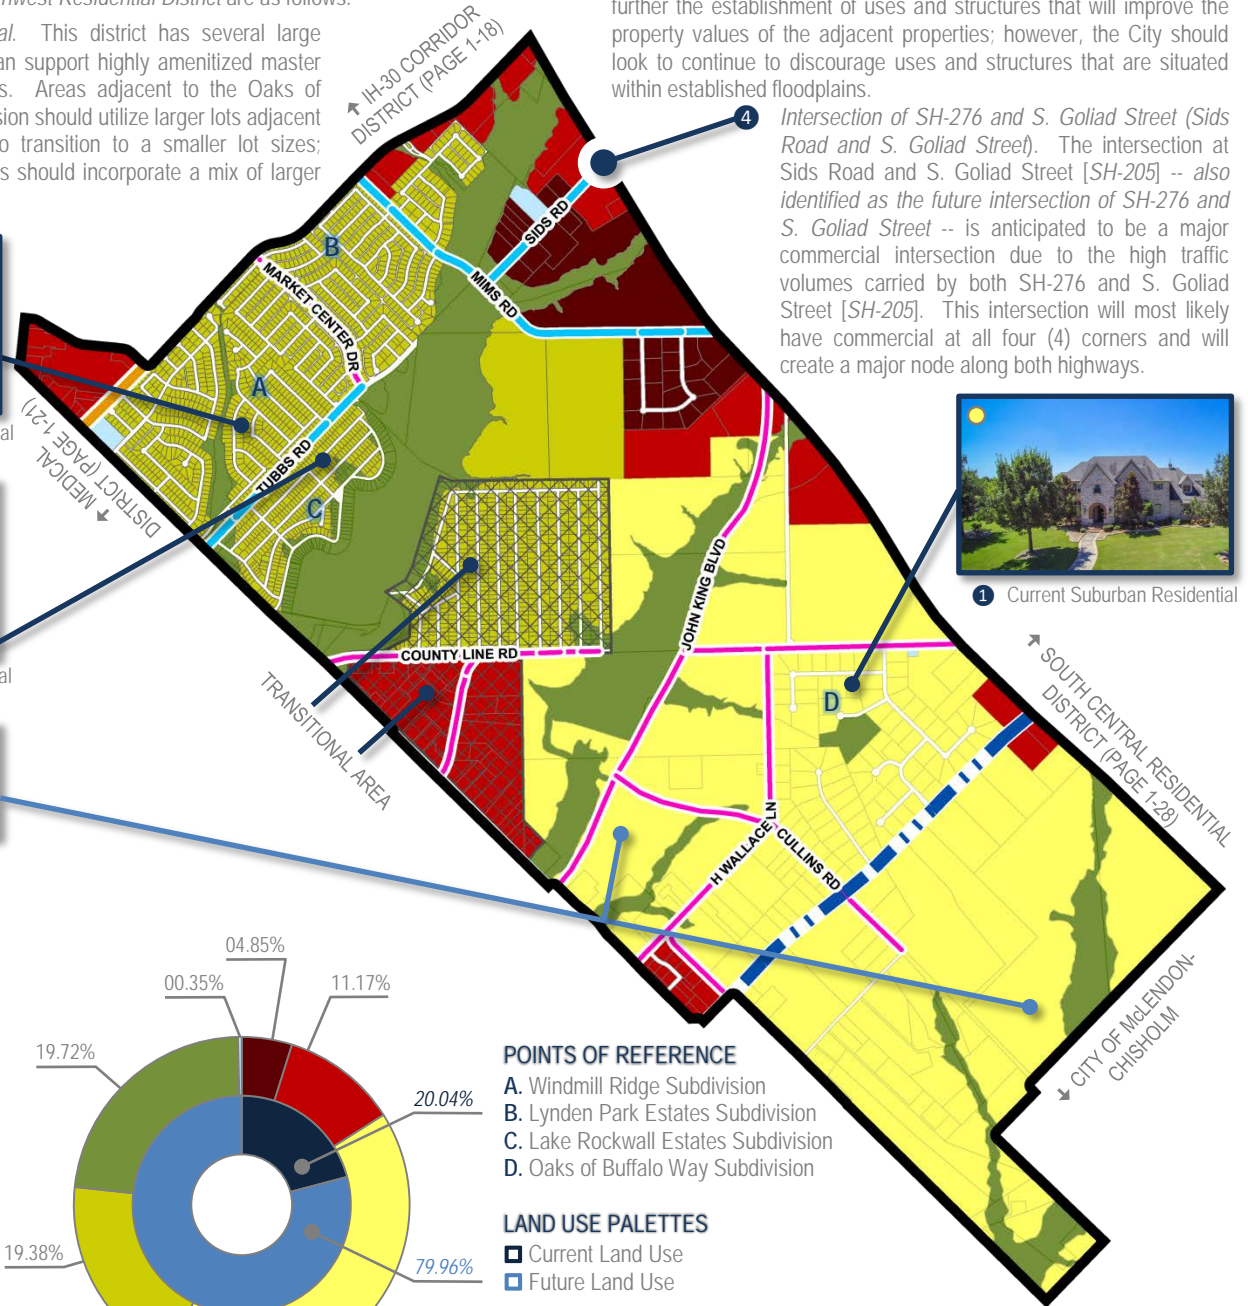 nwest Residential District are as follows:
al. This district has several large
an support highly amenitized master
s. Areas adjacent to the Oaks of
sion should utilize larger lots adjacent
o transition to a smaller lot sizes;
s should incorporate a mix of larger
further the establishment of uses and structures that will improve the
property values of the adjacent properties; however, the City should
look to continue to discourage uses and structures that are situated
within established floodplains.
4
Intersection of SH-276 and S. Goliad Street (Sids
Road and S. Goliad Street). The intersection at
Sids Road and S. Goliad Street [SH-205] -- also
identified as the future intersection of SH-276 and
S. Goliad Street -- is anticipated to be a major
commercial intersection due to the high traffic
volumes carried by both SH-276 and S. Goliad
Street [SH-205]. This intersection will most likely
have commercial at all four (4) corners and will
create a major node along both highways.
IH-30 CORRIDOR
DISTRICT (PAGE 1-18)
SIDS RD
MIMS RD
B
MARKET CENTER DR
A
TUBBS RD
C
MEDICAL
DISTRICT (PAGE 1-21)
al
al
JOHN KING BLVD
COUNTY LINE RD
TRANSITIONAL AREA
D
H WALLACE LN
CULLINS RD
1 Current Suburban Residential
SOUTH CENTRAL RESIDENTIAL
DISTRICT (PAGE 1-28)
CITY OF McLENDON-
CHISHOLM
04.85%
00.35%
11.17%
19.72%
20.04%
19.38%
79.96%
POINTS OF REFERENCE
A. Windmill Ridge Subdivision
B. Lynden Park Estates Subdivision
C. Lake Rockwall Estates Subdivision
D. Oaks of Buffalo Way Subdivision
LAND USE PALETTES
Current Land Use
Future Land Use